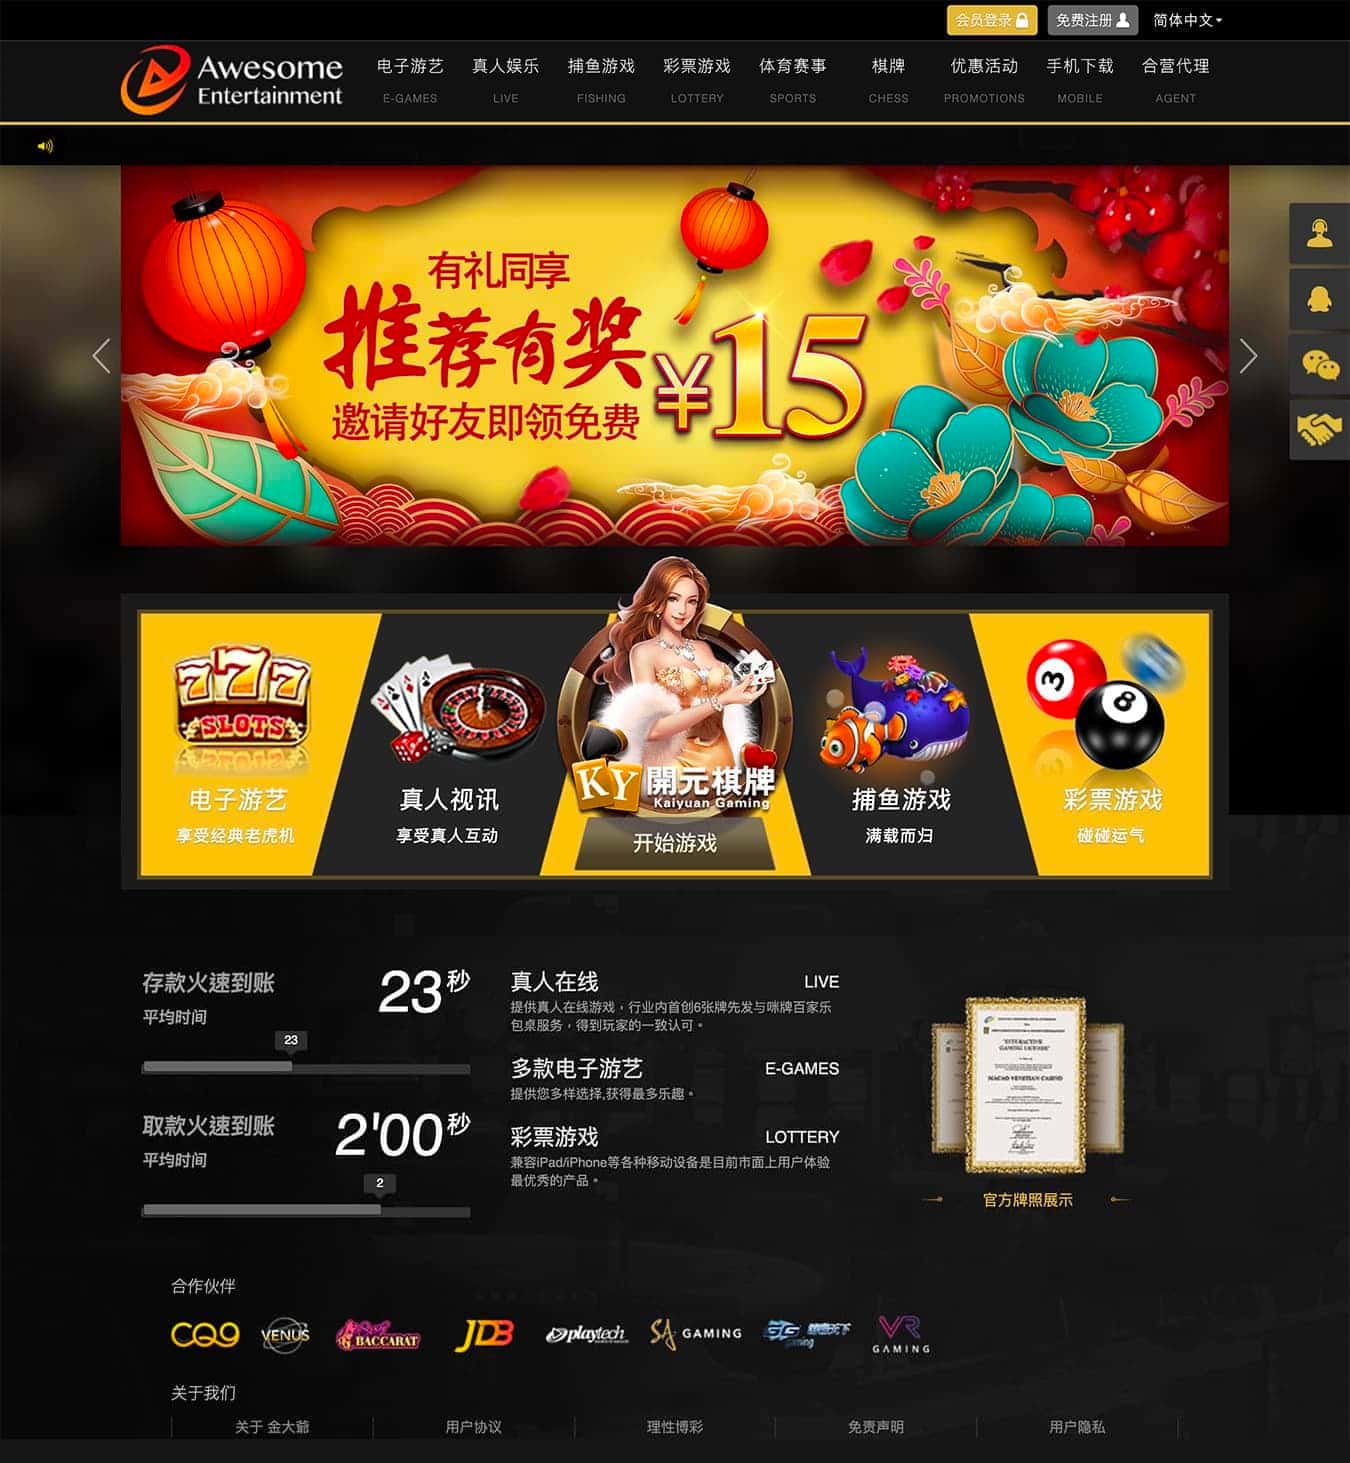 会员登录
免费注册
简体中文
Awesome
Entertainment
电子游艺 真人娱乐 捕鱼游戏 彩票游戏 体育赛事 棋牌 优惠活动 手机下载 合营代理
E-GAMES LIVE FISHING LOTTERY SPORTS CHESS PROMOTIONS MOBILE AGENT
有礼同享
推荐有奖
¥15
邀请好友即领免费
777
SLOTS
3
8
KY 開元棋牌
Kaiyuan Gaming
电子游艺 真人视讯 捕鱼游戏 彩票游戏
享受经典老虎机 享受真人互动 开始游戏 满载而归 碰碰运气
存款火速到账
平均时间
23秒
23
取款火速到账
平均时间
2'00秒
2
真人在线 LIVE
提供真人在线游戏，行业内首创6张牌先发与咪牌百家乐
包桌服务，得到玩家的一致认可。
多款电子游艺 E-GAMES
提供您多样选择,获得最多乐趣。
彩票游戏 LOTTERY
兼容iPad/iPhone等各种移动设备是目前市面上用户体验
最优秀的产品。
"INTERACTIVE
GAMING LICENSE"
MACAO VENETIAN CASINO
官方牌照展示
合作伙伴
CQ9 VENUS BACCARAT JDB playtech SA GAMING GG gaming VR GAMING
关于我们
关于 金大爺 用户协议 理性博彩 免责声明 用户隐私